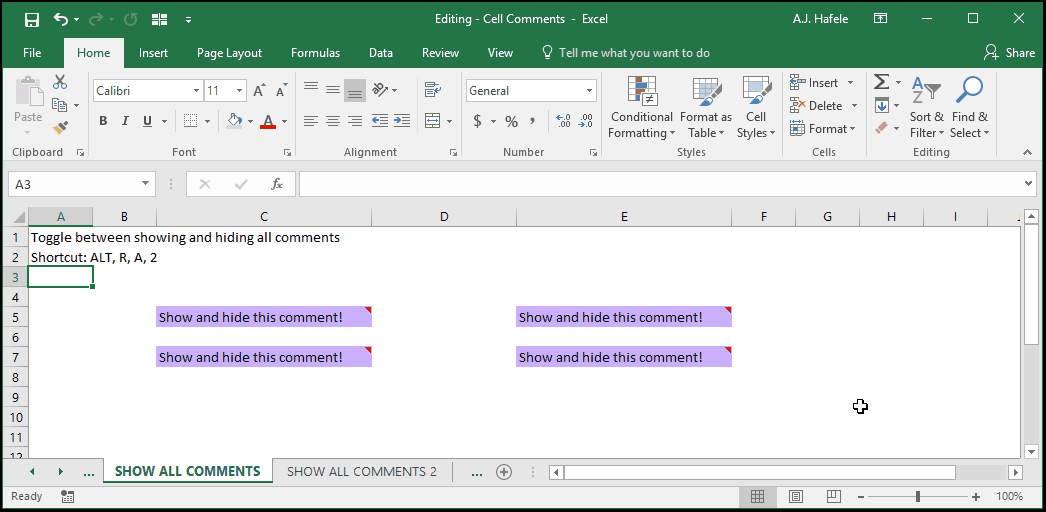 Editing - Cell Comments - Excel
A.J. Hafele
File Home Insert Page Layout Formulas Data Review View Tell me what you want to do Share
Paste
Clipboard
Calibri 11
A A
B I U A
Font
Alignment
General
$ % , .0 .00 .00 .0
Number
Conditional Formatting
Format as Table
Cell Styles
Styles
Insert
Delete
Format
Cells
Σ
A Z
Sort & Filter
Find & Select
Editing
A3 fx
A B C D E F G H I J
1 Toggle between showing and hiding all comments
2 Shortcut: ALT, R, A, 2
3
4
5 Show and hide this comment! Show and hide this comment!
6
7 Show and hide this comment! Show and hide this comment!
8
9
10
11
12
... SHOW ALL COMMENTS SHOW ALL COMMENTS 2 ...
Ready 100%